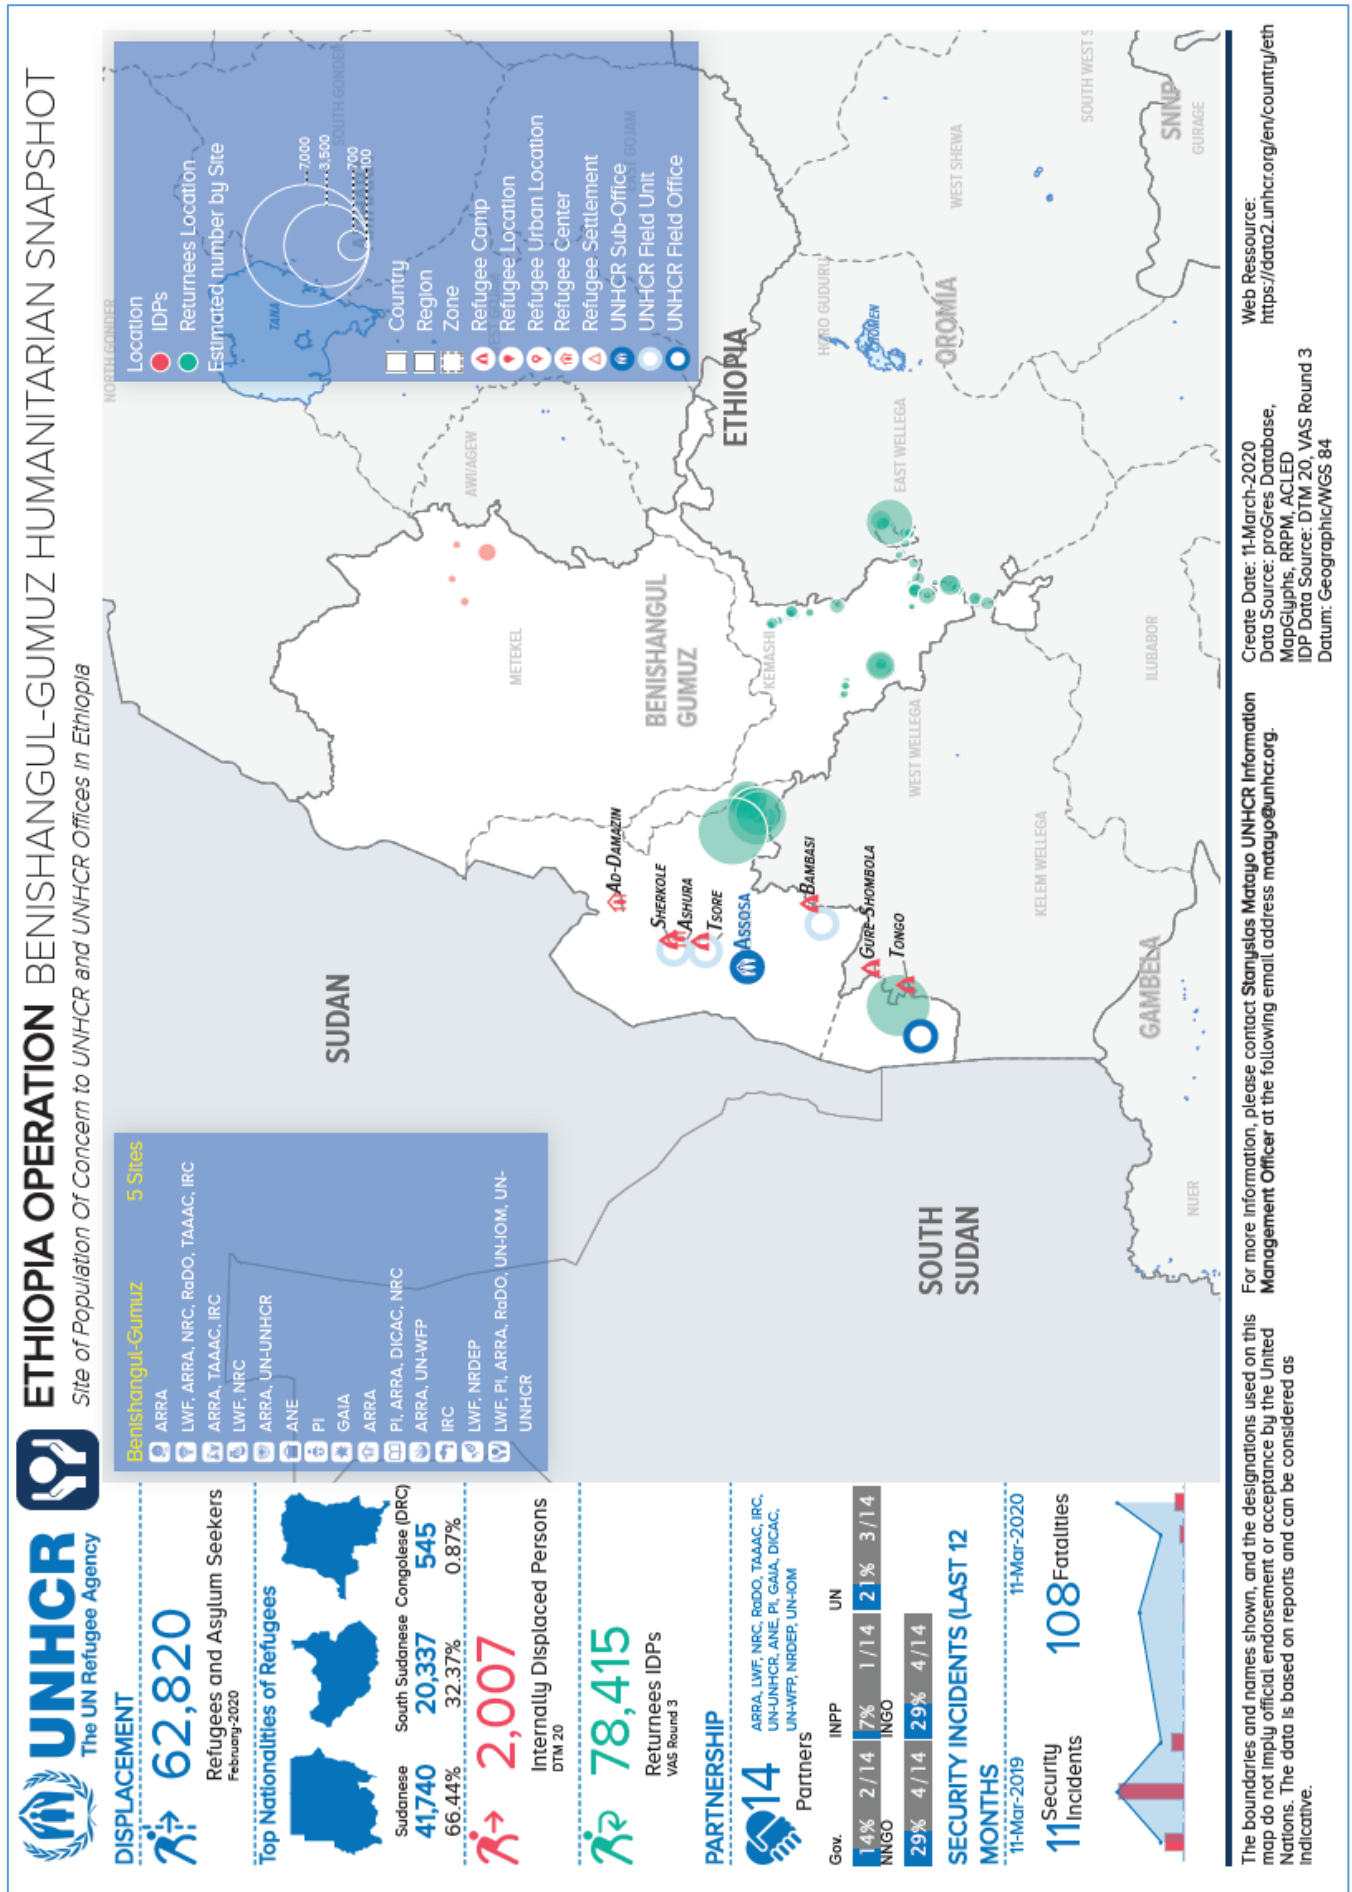 UNHCR
The UN Refugee Agency
ETHIOPIA OPERATION BENISHANGUL-GUMUZ HUMANITARIAN SNAPSHOT
Site of Population Of Concern to UNHCR and UNHCR Offices in Ethiopia
DISPLACEMENT
62,820
Refugees and Asylum Seekers
February-2020
Top Nationalities of Refugees
Sudanese
41,740
66.44%
South Sudanese
20,337
32.37%
Congolese (DRC)
545
0.87%
2,007
Internally Displaced Persons
DTM 20
78,415
Returnees IDPs
VAS Round 3
PARTNERSHIP
14
Partners
ARRA, LWF, NRC, RaDO, TAAAC, IRC,
UN-UNHCR, ANE, PI, GAIA, DICAC,
UN-WFP, NRDEP, UN-IOM
Gov.
14% 2/14
INPP
7% 1/14
UN
21% 3/14
NNGO
29% 4/14
INGO
29% 4/14
SECURITY INCIDENTS (LAST 12
MONTHS
11-Mar-2019
11-Mar-2020
11 Security
Incidents
108 Fatalities
Benishangul-Gumuz 5 Sites
ARRA
LWF, ARRA, NRC, RaDO, TAAAC, IRC
ARRA, TAAAC, IRC
LWF, NRC
ARRA, UN-UNHCR
ANE
PI
GAIA
ARRA
PI, ARRA, DICAC, NRC
ARRA, UN-WFP
IRC
LWF, NRDEP
LWF, PI, ARRA, RaDO, UN-IOM, UN-
UNHCR
SUDAN
SOUTH
SUDAN
ETHIOPIA
BENISHANGUL
GUMUZ
OROMIA
GAMBELA
SNNP
NORTH GONDER
SOUTH GONDER
TANA
EAST GOJAM
AWI/AGEW
METEKEL
KEMASHI
HORO GUDURU
WEST SHEWA
SOUTH WEST S
GURAGE
EAST WELLEGA
WEST WELLEGA
KELEM WELLEGA
ILUBABOR
NUER
AD-DAMAZIN
SHERKOLE
ASHURA
TSORE
ASSOSA
BAMBASI
GURE-SHOMBOLA
TONGO
Location
IDPs
Returnees Location
Estimated number by Site
7,000
3,500
700
100
Country
Region
Zone
Refugee Camp
Refugee Location
Refugee Urban Location
Refugee Center
Refugee Settlement
UNHCR Sub-Office
UNHCR Field Unit
UNHCR Field Office
The boundaries and names shown, and the designations used on this
map do not imply official endorsement or acceptance by the United
Nations. The data is based on reports and can be considered as
indicative.
For more information, please contact Stanyslas Matayo UNHCR Information
Management Officer at the following email address matayo@unhcr.org.
Create Date: 11-March-2020
Data Source: proGres Database,
MapGlyphs, RRPM, ACLED
IDP Data Source: DTM 20, VAS Round 3
Datum: Geographic/WGS 84
Web Ressource:
https://data2.unhcr.org/en/country/eth